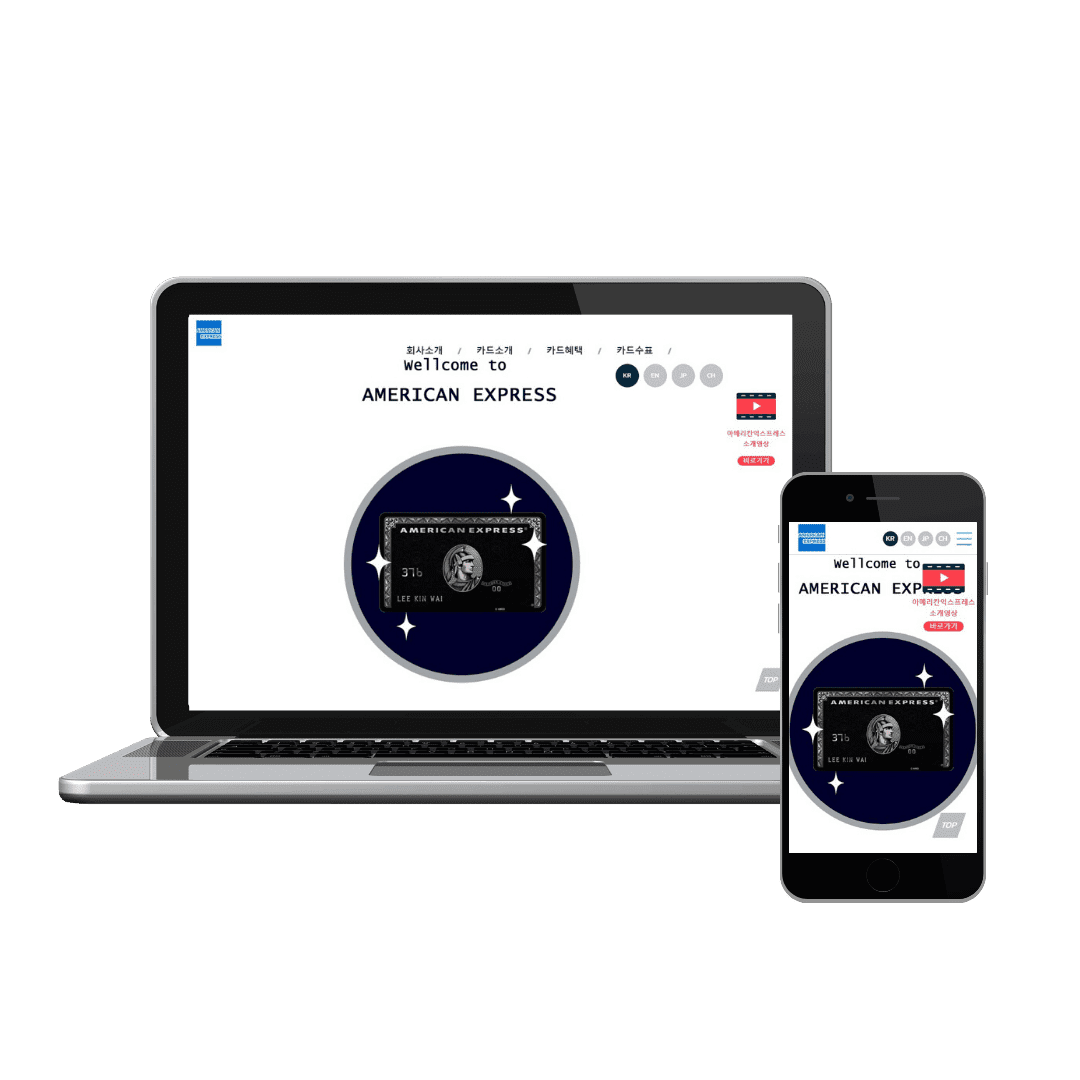 AMERICAN
EXPRESS
회사소개 / 카드소개 / 카드혜택 / 카드수표 /
Wellcome to
KR EN JP CH
AMERICAN EXPRESS
아메리칸익스프레스
소개영상
바로가기
AMERICAN EXPRESS
376
00
LEE KIN WAI
TOP
AMERICAN
EXPRESS
KR EN JP CH
Wellcome to
AMERICAN EXP
아메리칸익스프레스
소개영상
바로가기
AMERICAN EXPRESS
376
00
LEE KIN WAI
TOP